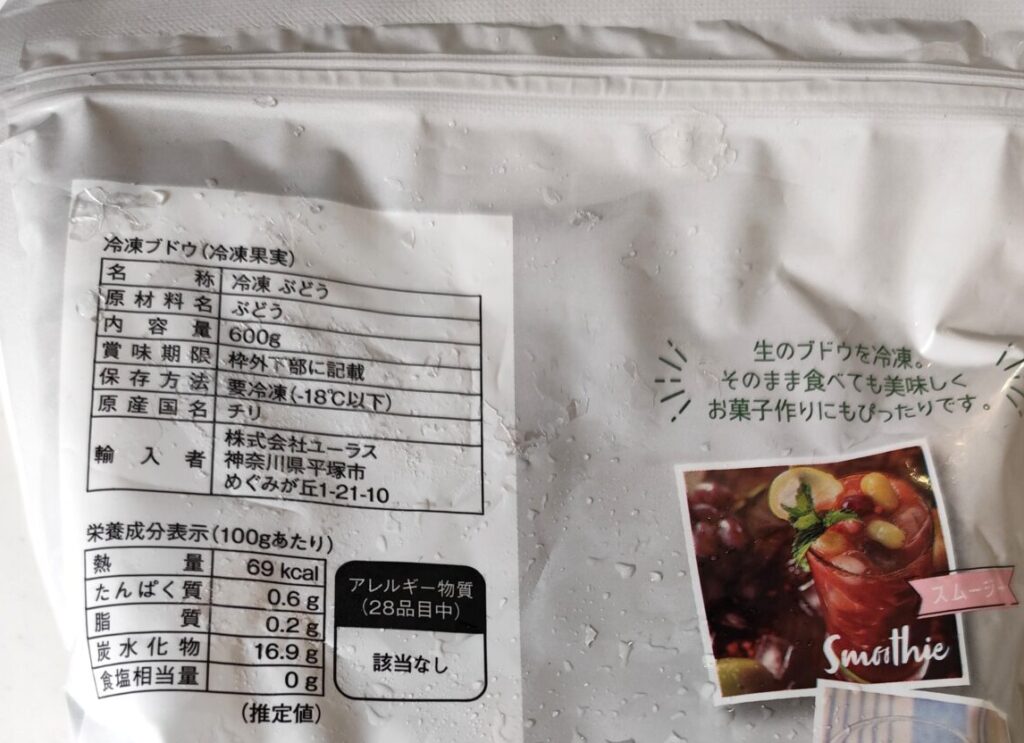 冷凍ブドウ(冷凍果実)
名称 冷凍 ぶどう
原材料名 ぶどう
内容量 600g
賞味期限 枠外下部に記載
保存方法 要冷凍(-18℃以下)
原産国名 チリ
輸入者 株式会社ユーラス
神奈川県平塚市
めぐみが丘1-21-10
栄養成分表示(100gあたり)
熱量 69 kcal
たんぱく質 0.6 g
脂質 0.2 g
炭水化物 16.9 g
食塩相当量 0 g
(推定値)
アレルギー物質
(28品目中)
該当なし
生のブドウを冷凍。
そのまま食べても美味しく
お菓子作りにもぴったりです。
スムージー
Smoothie